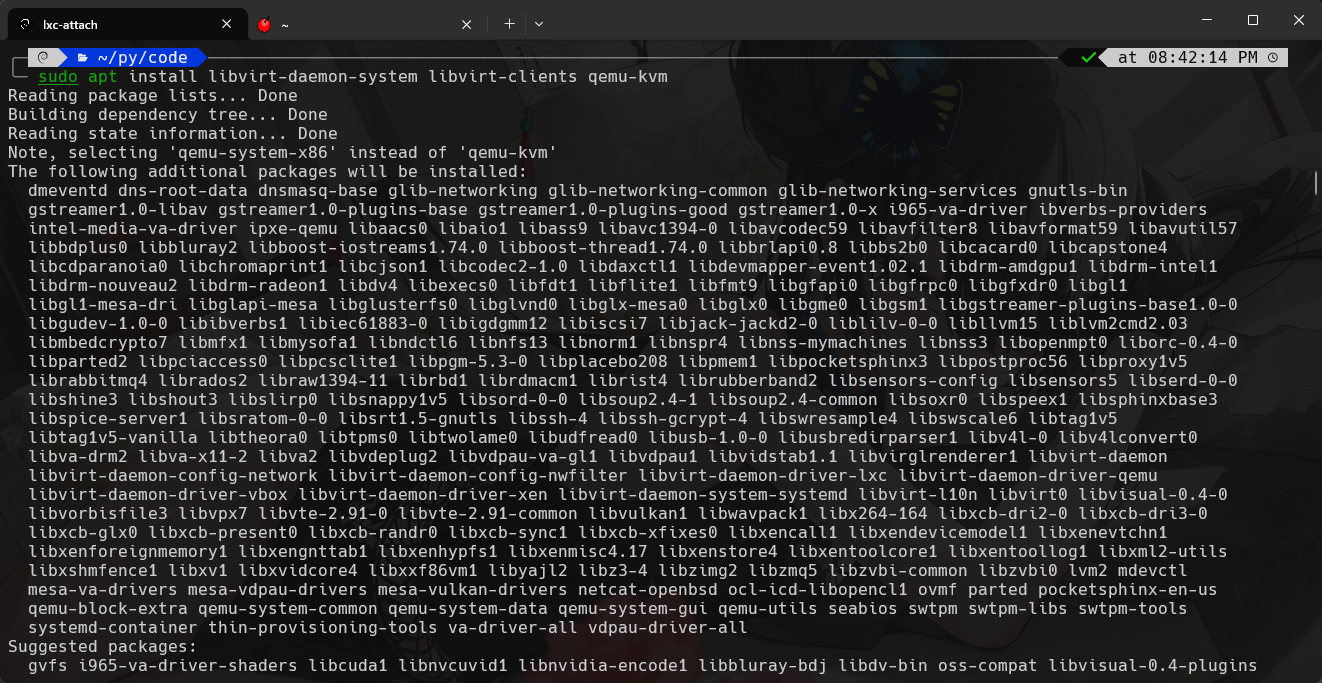 lxc-attach
~
~/py/code
at 08:42:14 PM
sudo apt install libvirt-daemon-system libvirt-clients qemu-kvm
Reading package lists... Done
Building dependency tree... Done
Reading state information... Done
Note, selecting 'qemu-system-x86' instead of 'qemu-kvm'
The following additional packages will be installed:
dmeventd dns-root-data dnsmasq-base glib-networking glib-networking-common glib-networking-services gnutls-bin
gstreamer1.0-libav gstreamer1.0-plugins-base gstreamer1.0-plugins-good gstreamer1.0-x i965-va-driver ibverbs-providers
intel-media-va-driver ipxe-qemu libaacs0 libaio1 libass9 libavc1394-0 libavcodec59 libavfilter8 libavformat59 libavutil57
libbdplus0 libbluray2 libboost-iostreams1.74.0 libboost-thread1.74.0 libbrlapi0.8 libbs2b0 libcacard0 libcapstone4
libcdparanoia0 libchromaprint1 libcjson1 libcodec2-1.0 libdaxctl1 libdevmapper-event1.02.1 libdrm-amdgpu1 libdrm-intel1
libdrm-nouveau2 libdrm-radeon1 libdv4 libexecs0 libfdt1 libflite1 libfmt9 libgfapi0 libgfrpc0 libgfxdr0 libgl1
libgl1-mesa-dri libglapi-mesa libglusterfs0 libglvnd0 libglx-mesa0 libglx0 libgme0 libgsm1 libgstreamer-plugins-base1.0-0
libgudev-1.0-0 libibverbs1 libiec61883-0 libigdgmm12 libiscsi7 libjack-jackd2-0 liblilv-0-0 libllvm15 liblvm2cmd2.03
libmbedcrypto7 libmfx1 libmysofa1 libndctl6 libnfs13 libnorm1 libnspr4 libnss-mymachines libnss3 libopenmpt0 liborc-0.4-0
libparted2 libpciaccess0 libpcsclite1 libpgm-5.3-0 libplacebo208 libpmem1 libpocketsphinx3 libpostproc56 libproxy1v5
librabbitmq4 librados2 libraw1394-11 librbd1 librdmacm1 librist4 librubberband2 libsensors-config libsensors5 libserd-0-0
libshine3 libshout3 libslirp0 libsnappy1v5 libsord-0-0 libsoup2.4-1 libsoup2.4-common libsoxr0 libspeex1 libsphinxbase3
libspice-server1 libsratom-0-0 libsrt1.5-gnutls libssh-4 libssh-gcrypt-4 libswresample4 libswscale6 libtag1v5
libtag1v5-vanilla libtheora0 libtpms0 libtwolame0 libudfread0 libusb-1.0-0 libusbredirparser1 libv4l-0 libv4lconvert0
libva-drm2 libva-x11-2 libva2 libvdeplug2 libvdpau-va-gl1 libvdpau1 libvidstab1.1 libvirglrenderer1 libvirt-daemon
libvirt-daemon-config-network libvirt-daemon-config-nwfilter libvirt-daemon-driver-lxc libvirt-daemon-driver-qemu
libvirt-daemon-driver-vbox libvirt-daemon-driver-xen libvirt-daemon-system-systemd libvirt-l10n libvirt0 libvisual-0.4-0
libvorbisfile3 libvpx7 libvte-2.91-0 libvte-2.91-common libvulkan1 libwavpack1 libx264-164 libxcb-dri2-0 libxcb-dri3-0
libxcb-glx0 libxcb-present0 libxcb-randr0 libxcb-sync1 libxcb-xfixes0 libxencall1 libxendevicemodel1 libxenevtchn1
libxenforeignmemory1 libxengnttab1 libxenhypfs1 libxenmisc4.17 libxenstore4 libxentoolcore1 libxentoollog1 libxml2-utils
libxshmfence1 libxv1 libxvidcore4 libxxf86vm1 libyajl2 libz3-4 libzimg2 libzmq5 libzvbi-common libzvbi0 lvm2 mdevctl
mesa-va-drivers mesa-vdpau-drivers mesa-vulkan-drivers netcat-openbsd ocl-icd-libopencl1 ovmf parted pocketsphinx-en-us
qemu-block-extra qemu-system-common qemu-system-data qemu-system-gui qemu-utils seabios swtpm swtpm-libs swtpm-tools
systemd-container thin-provisioning-tools va-driver-all vdpau-driver-all
Suggested packages:
gvfs i965-va-driver-shaders libcuda1 libnvcuvid1 libnvidia-encode1 libbluray-bdj libdv-bin oss-compat libvisual-0.4-plugins